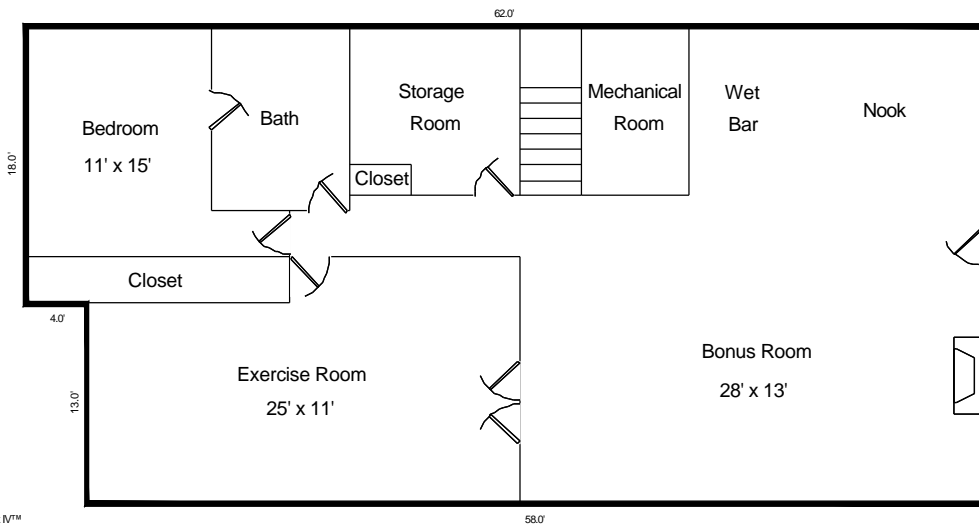 62.0'
Storage
Room
Mechanical
Room
Wet
Bar
Nook
Bath
Bedroom
11' x 15'
18.0'
Closet
Closet
4.0'
Bonus Room
28' x 13'
Exercise Room
25' x 11'
13.0'
IV™
58.0'